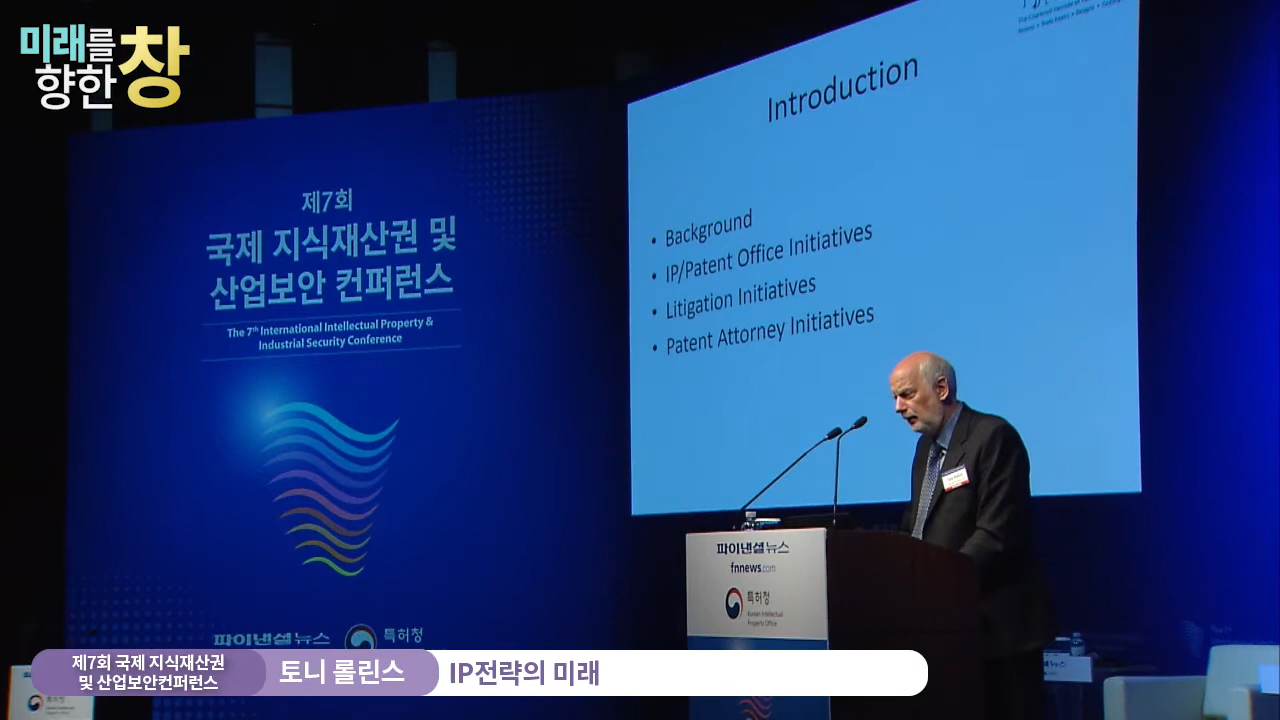 미래를
향한 창
Introduction
• Background
• IP/Patent Office Initiatives
• Litigation Initiatives
• Patent Attorney Initiatives
제7회
국제 지식재산권 및
산업보안 컨퍼런스
The 7th International Intellectual Property &
Industrial Security Conference
파이낸셜뉴스
특허청
파이낸셜뉴스
fnnews.com
특허청
Korean Intellectual
Property Office
제7회 국제 지식재산권
및 산업보안컨퍼런스
토니 롤린스
IP전략의 미래